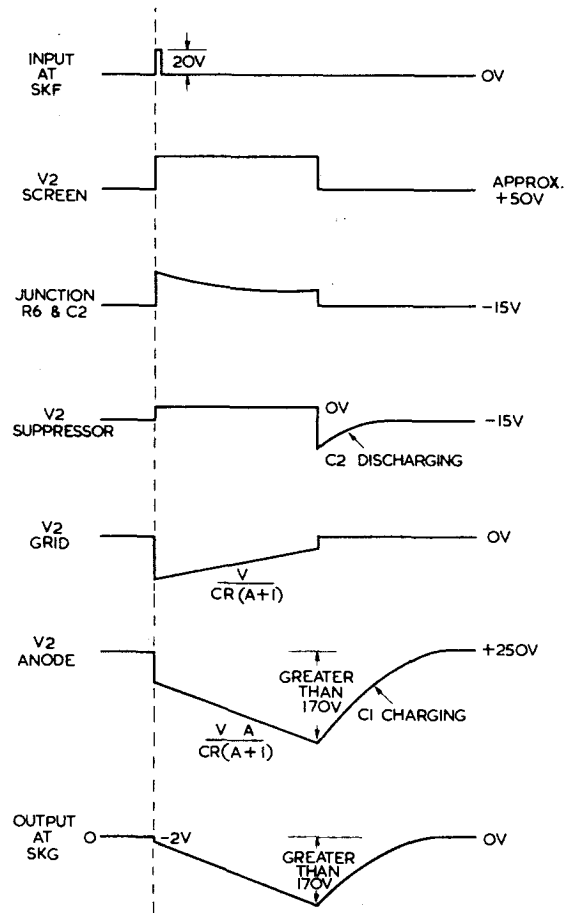 INPUT
AT
SKF
20V
0V
V2
SCREEN
APPROX.
+50V
JUNCTION
R6 & C2
-15V
V2
SUPPRESSOR
0V
-15V
C2 DISCHARGING
V2
GRID
0V
V
CR(A+1)
V2
ANODE
+250V
GREATER
THAN
170V
C1 CHARGING
V A
CR(A+1)
OUTPUT
AT
SKG
0
-2V
0V
GREATER
THAN
170V